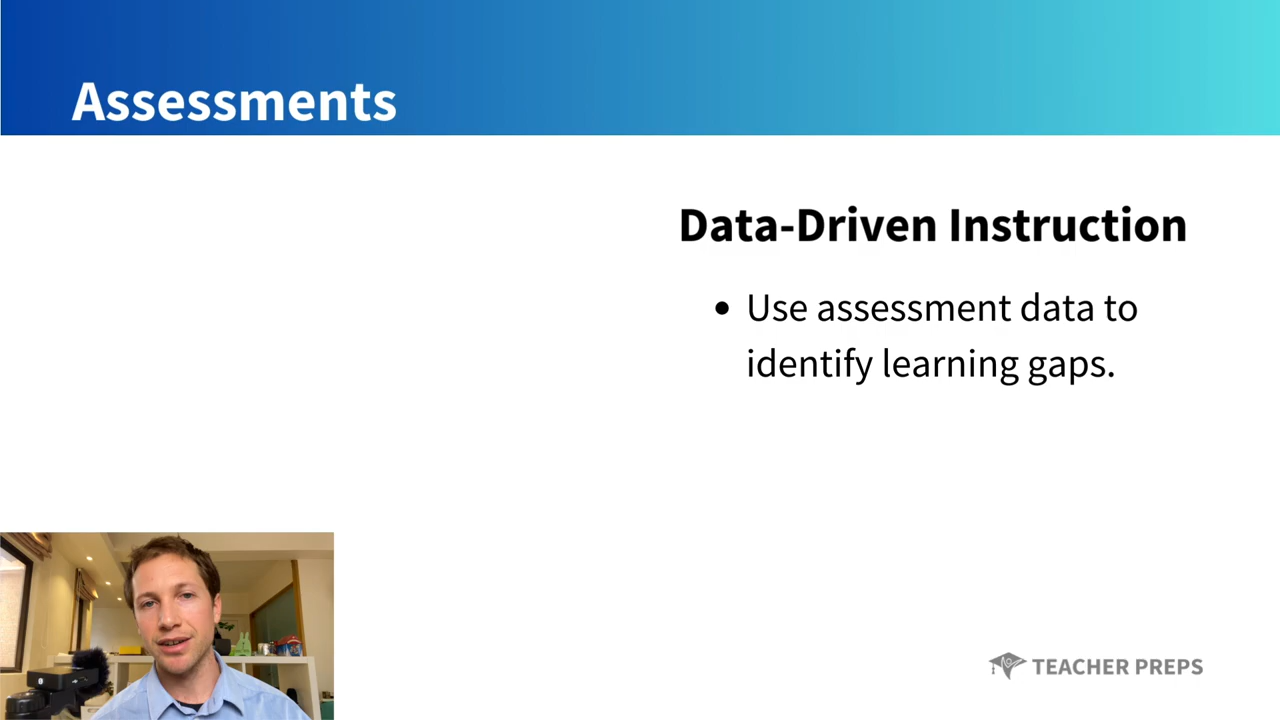 Assessments
Data-Driven Instruction
• Use assessment data to
identify learning gaps.
TEACHER PREPS